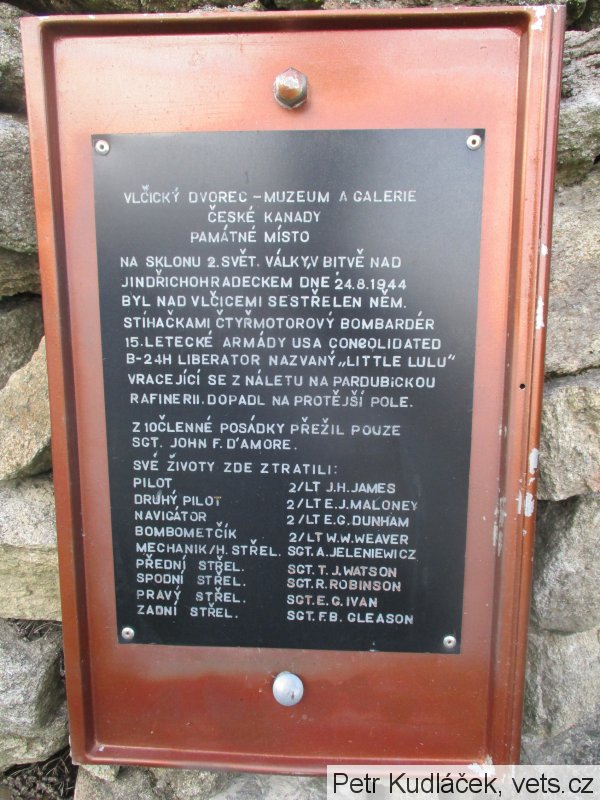 VLČICKÝ DVOREC – MUZEUM A GALERIE
ČESKÉ KANADY
PAMÁTNÉ MÍSTO
NA SKLONU 2. SVĚT. VÁLKY, V BITVĚ NAD
JINDŘICHOHRADECKEM DNE 24.8.1944
BYL NAD VLČICEMI SESTŘELEN NĚM.
STÍHAČKAMI ČTYŘMOTOROVÝ BOMBARDÉR
15. LETECKÉ ARMÁDY USA CONSOLIDATED
B-24H LIBERATOR NAZVANÝ „LITTLE LULU“
VRACEJÍCÍ SE Z NÁLETU NA PARDUBICKOU
RAFINERII. DOPADL NA PROTĚJŠÍ POLE.
Z 10ČLENNÉ POSÁDKY PŘEŽIL POUZE
SGT. JOHN F. D'AMORE.
SVÉ ŽIVOTY ZDE ZTRATILI:
PILOT 2/LT J.H. JAMES
DRUHÝ PILOT 2/LT E.J. MALONEY
NAVIGÁTOR 2/LT E.G. DUNHAM
BOMBOMETČÍK 2/LT W.W. WEAVER
MECHANIK/H. STŘEL. SGT. A. JELENIEWICZ
PŘEDNÍ STŘEL. SGT. T.J. WATSON
SPODNÍ STŘEL. SGT. R. ROBINSON
PRAVÝ STŘEL. SGT. E.G. IVAN
ZADNÍ STŘEL. SGT. F.B. GLEASON
Petr Kudláček, vets.cz